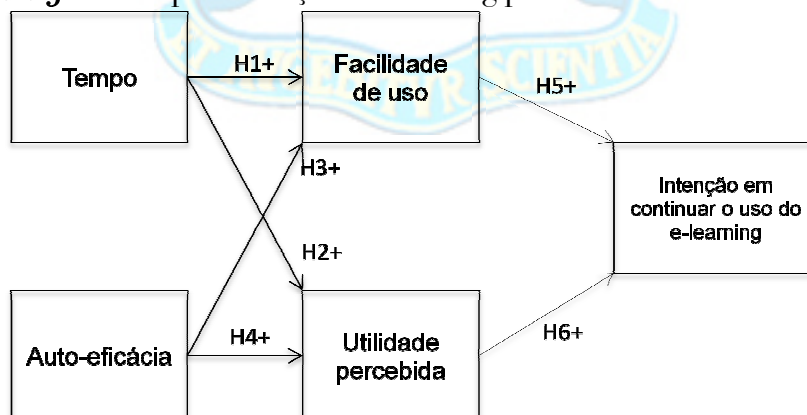 Tempo
H1+
Facilidade
de uso
H5+
H3+
Intenção em
continuar o uso do
e-learning
H2+
H4+
Auto-eficácia
Utilidade
percebida
H6+